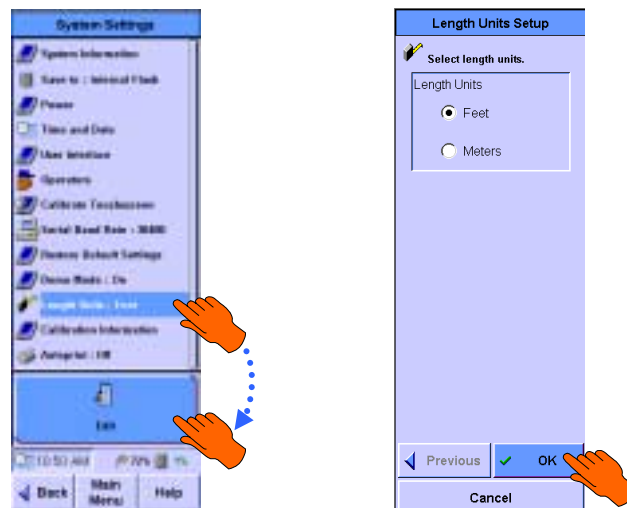 System Settings
System Information
Save to : Internal Flash
Power
Time and Date
User Interface
Operators
Calibrate Touchscreen
Serial Baud Rate : 38400
Restore Default Settings
Demo Mode : On
Length Units : Feet
Calibration Information
Autoprint : Off
Edit
10:50 AM
Back
Main
Menu
Help
Length Units Setup
Select length units.
Length Units
Feet
Meters
Previous
OK
Cancel